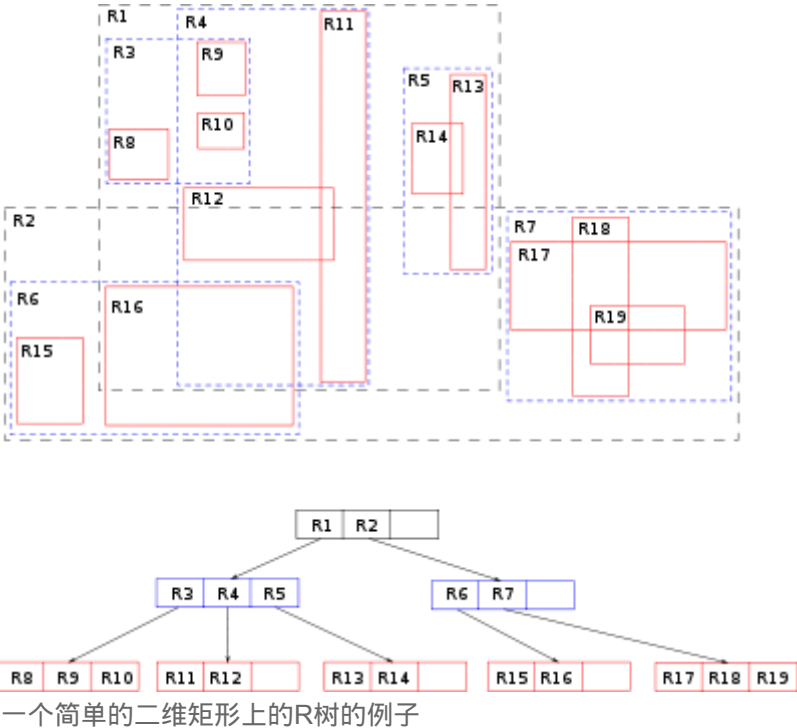 R1
R4
R11
R3
R9
R5
R13
R10
R14
R8
R12
R2
R7
R18
R17
R6
R16
R19
R15
R1 R2
R3 R4 R5
R6 R7
R8 R9 R10
R11 R12
R13 R14
R15 R16
R17 R18 R19
一个简单的二维矩形上的R树的例子